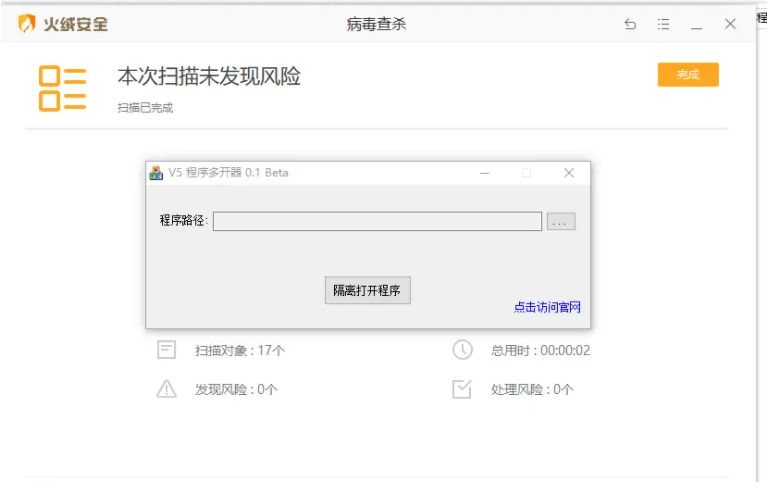 火绒安全
病毒查杀
程
本次扫描未发现风险
完成
扫描已完成
V5 程序多开器 0.1 Beta
程序路径:
...
隔离打开程序
点击访问官网
扫描对象 : 17个
总用时 : 00:00:02
发现风险 : 0个
处理风险 : 0个